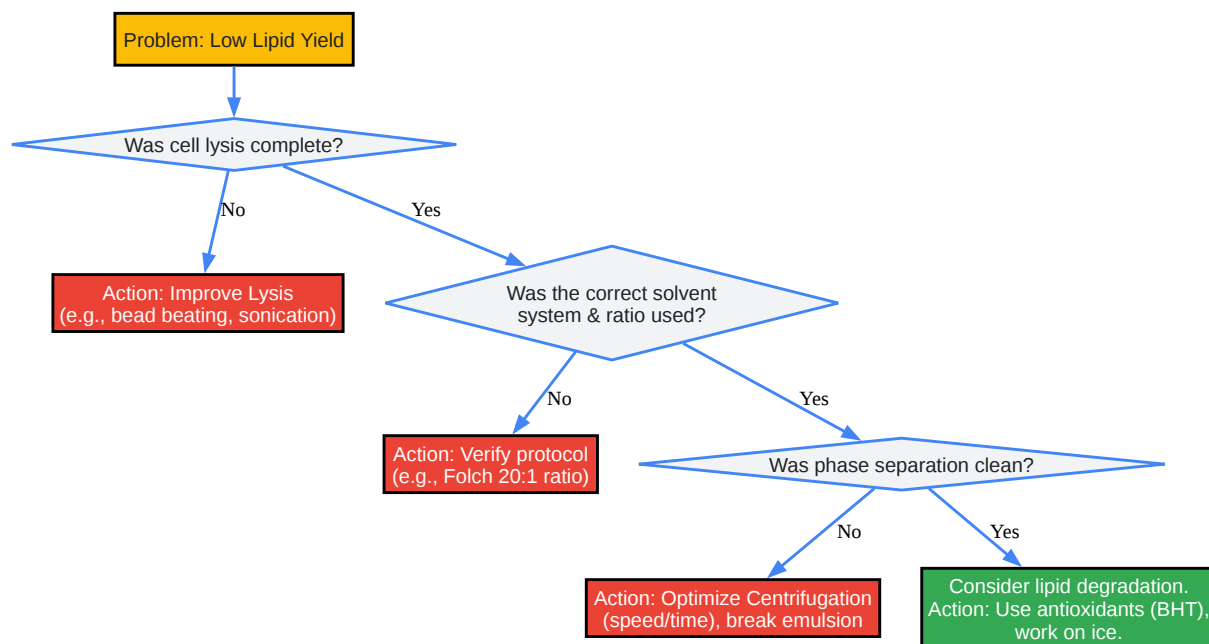 Problem: Low Lipid Yield
Was cell lysis complete?
No
Yes
Action: Improve Lysis
(e.g., bead beating, sonication)
Was the correct solvent
system & ratio used?
No
Yes
Action: Verify protocol
(e.g., Folch 20:1 ratio)
Was phase separation clean?
No
Yes
Action: Optimize Centrifugation
(speed/time), break emulsion
Consider lipid degradation.
Action: Use antioxidants (BHT),
work on ice.